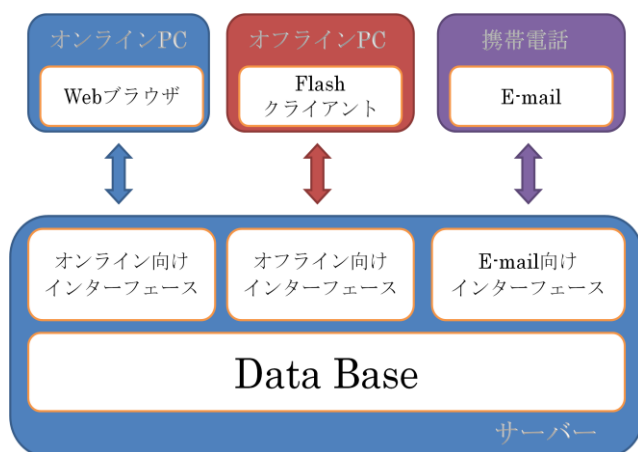 オンラインPC
オフラインPC
携帯電話
Webブラウザ
Flash
クライアント
E-mail
オンライン向け
インターフェース
オフライン向け
インターフェース
E-mail向け
インターフェース
Data Base
サーバー